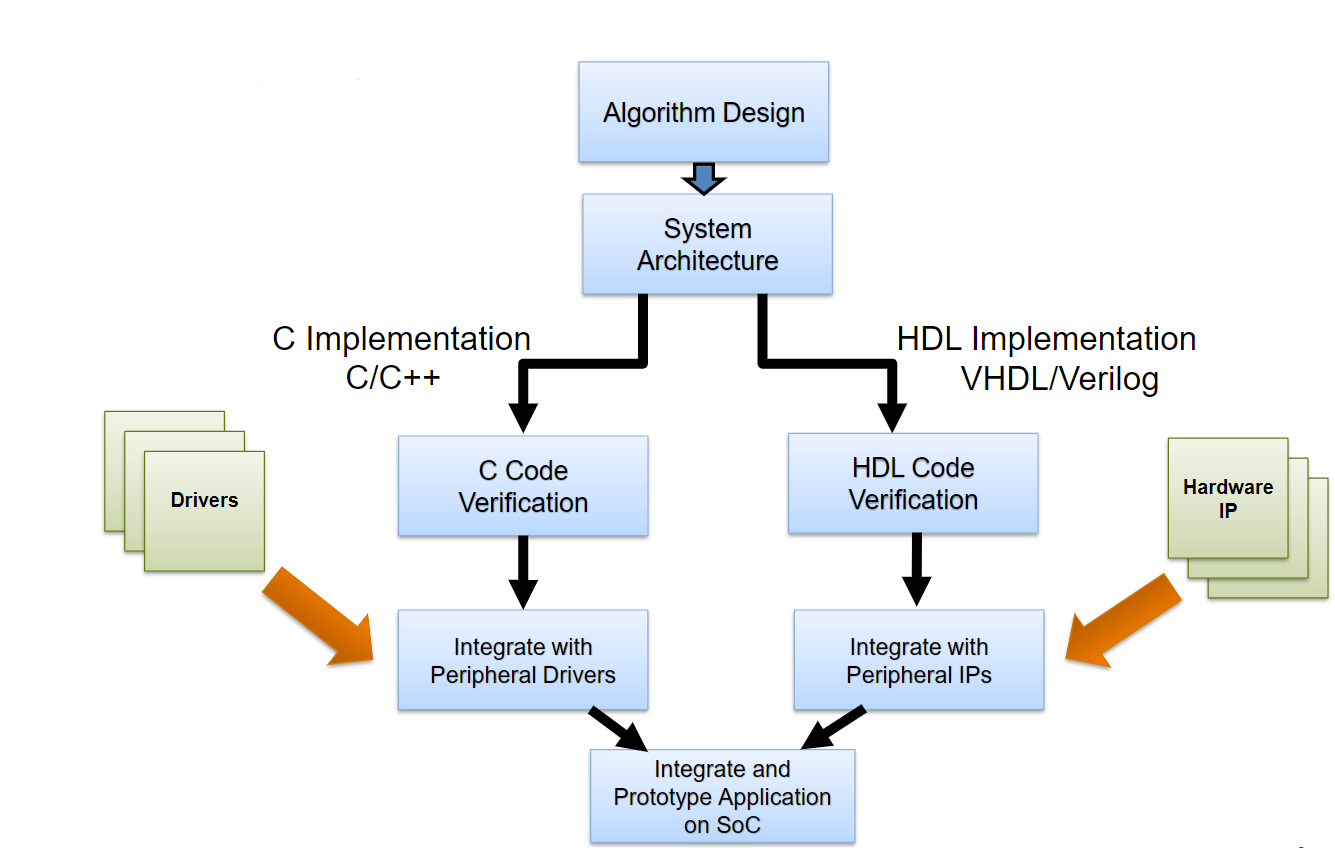 Algorithm Design
System
Architecture
C Implementation
C/C++
HDL Implementation
VHDL/Verilog
Drivers
C Code
Verification
HDL Code
Verification
Hardware
IP
Integrate with
Peripheral Drivers
Integrate with
Peripheral IPs
Integrate and
Prototype Application
on SoC